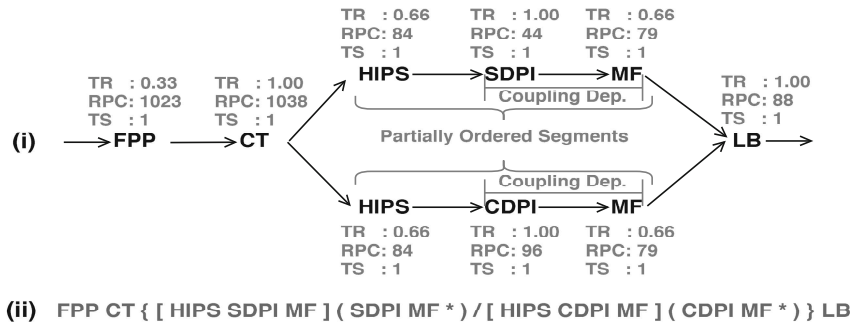 TR : 0.66 TR : 1.00 TR : 0.66
RPC: 84 RPC: 44 RPC: 79
TS : 1 TS : 1 TS : 1
HIPS SDPI MF
Coupling Dep.
TR : 0.33 TR : 1.00
RPC: 1023 RPC: 1038
TS : 1 TS : 1
(i) FPP CT
Partially Ordered Segments
TR : 1.00
RPC: 88
TS : 1
LB
Coupling Dep.
HIPS CDPI MF
TR : 0.66 TR : 1.00 TR : 0.66
RPC: 84 RPC: 96 RPC: 79
TS : 1 TS : 1 TS : 1
(ii) FPP CT { [ HIPS SDPI MF ] ( SDPI MF * ) / [ HIPS CDPI MF ] ( CDPI MF * ) } LB